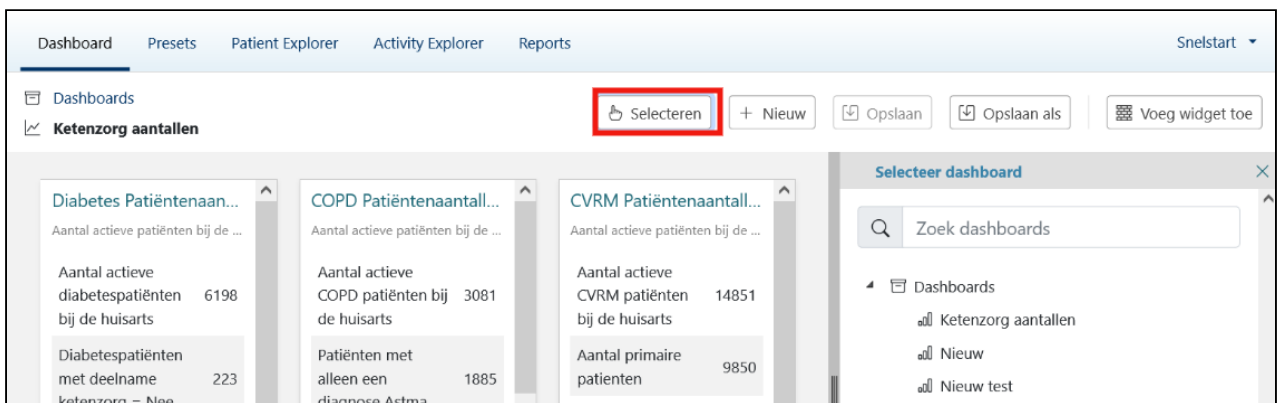 Dashboard Presets Patient Explorer Activity Explorer Reports Snelstart
Dashboards
Ketenzorg aantallen
Selecteren + Nieuw Opslaan Opslaan als Voeg widget toe
Diabetes Patiëntenaan...
Aantal actieve patiënten bij de ...
Aantal actieve
diabetespatiënten 6198
bij de huisarts
Diabetespatiënten
met deelname 223
ketenzorg = Nee
COPD Patiëntenaantall...
Aantal actieve patiënten bij de ...
Aantal actieve
COPD patiënten bij 3081
de huisarts
Patiënten met
alleen een 1885
diagnose Astma
CVRM Patiëntenaantall...
Aantal actieve patiënten bij de ...
Aantal actieve
CVRM patiënten 14851
bij de huisarts
Aantal primaire
patienten 9850
Selecteer dashboard
Zoek dashboards
Dashboards
Ketenzorg aantallen
Nieuw
Nieuw test